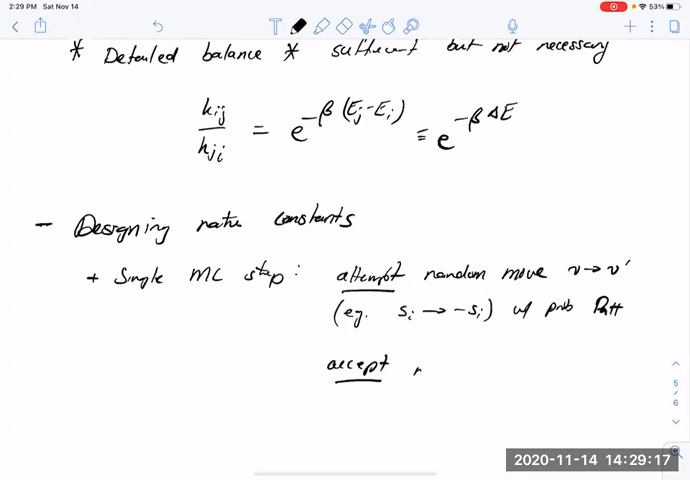 2:29 PM Sat Nov 14
53%
* Detailed balance * sufficient but not necessary
kij / kji = e^-β(Ej-Ei) ≡ e^-βΔE
- Designing rate constants
+ Single MC step: attempt random move ν→ν'
(eg. si → -si) w/ prob Patt
accept
5/6
2020-11-14 14:29:17